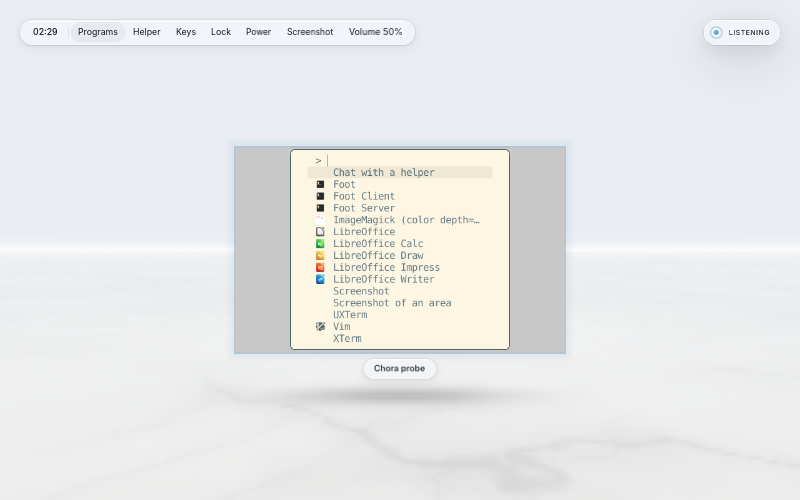 02:29 Programs Helper Keys Lock Power Screenshot Volume 50%
LISTENING
>
Chat with a helper
Foot
Foot Client
Foot Server
ImageMagick (color depth=…
LibreOffice
LibreOffice Calc
LibreOffice Draw
LibreOffice Impress
LibreOffice Writer
Screenshot
Screenshot of an area
UXTerm
Vim
XTerm
Chora probe